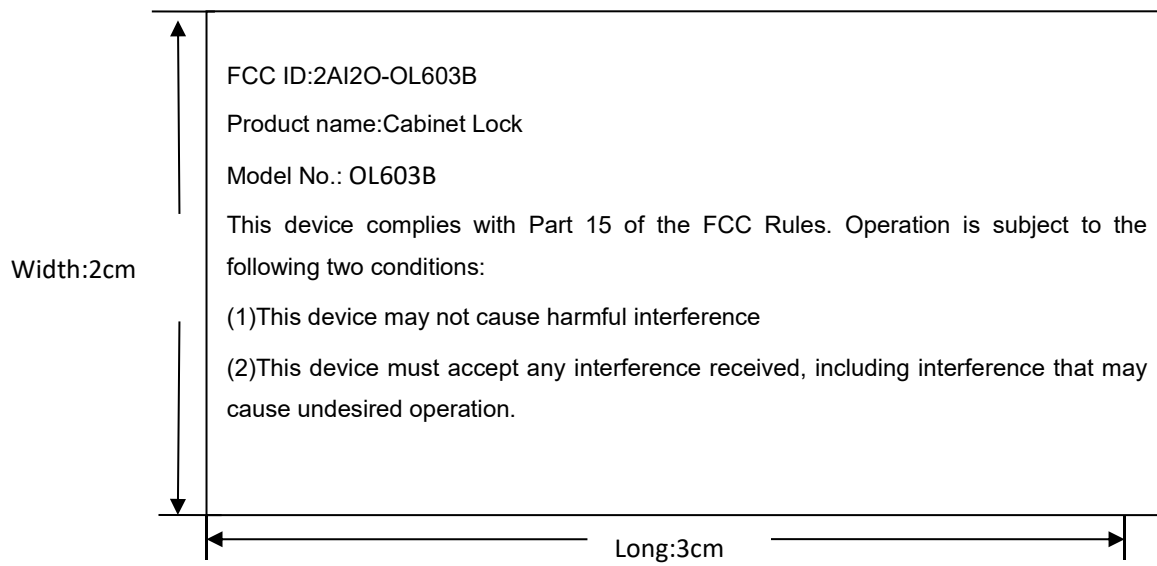 FCC ID:2AI2O-OL603B
Product name:Cabinet Lock
Model No.: OL603B
This device complies with Part 15 of the FCC Rules. Operation is subject to the
following two conditions:
Width:2cm
(1)This device may not cause harmful interference
(2)This device must accept any interference received, including interference that may
cause undesired operation.
Long:3cm